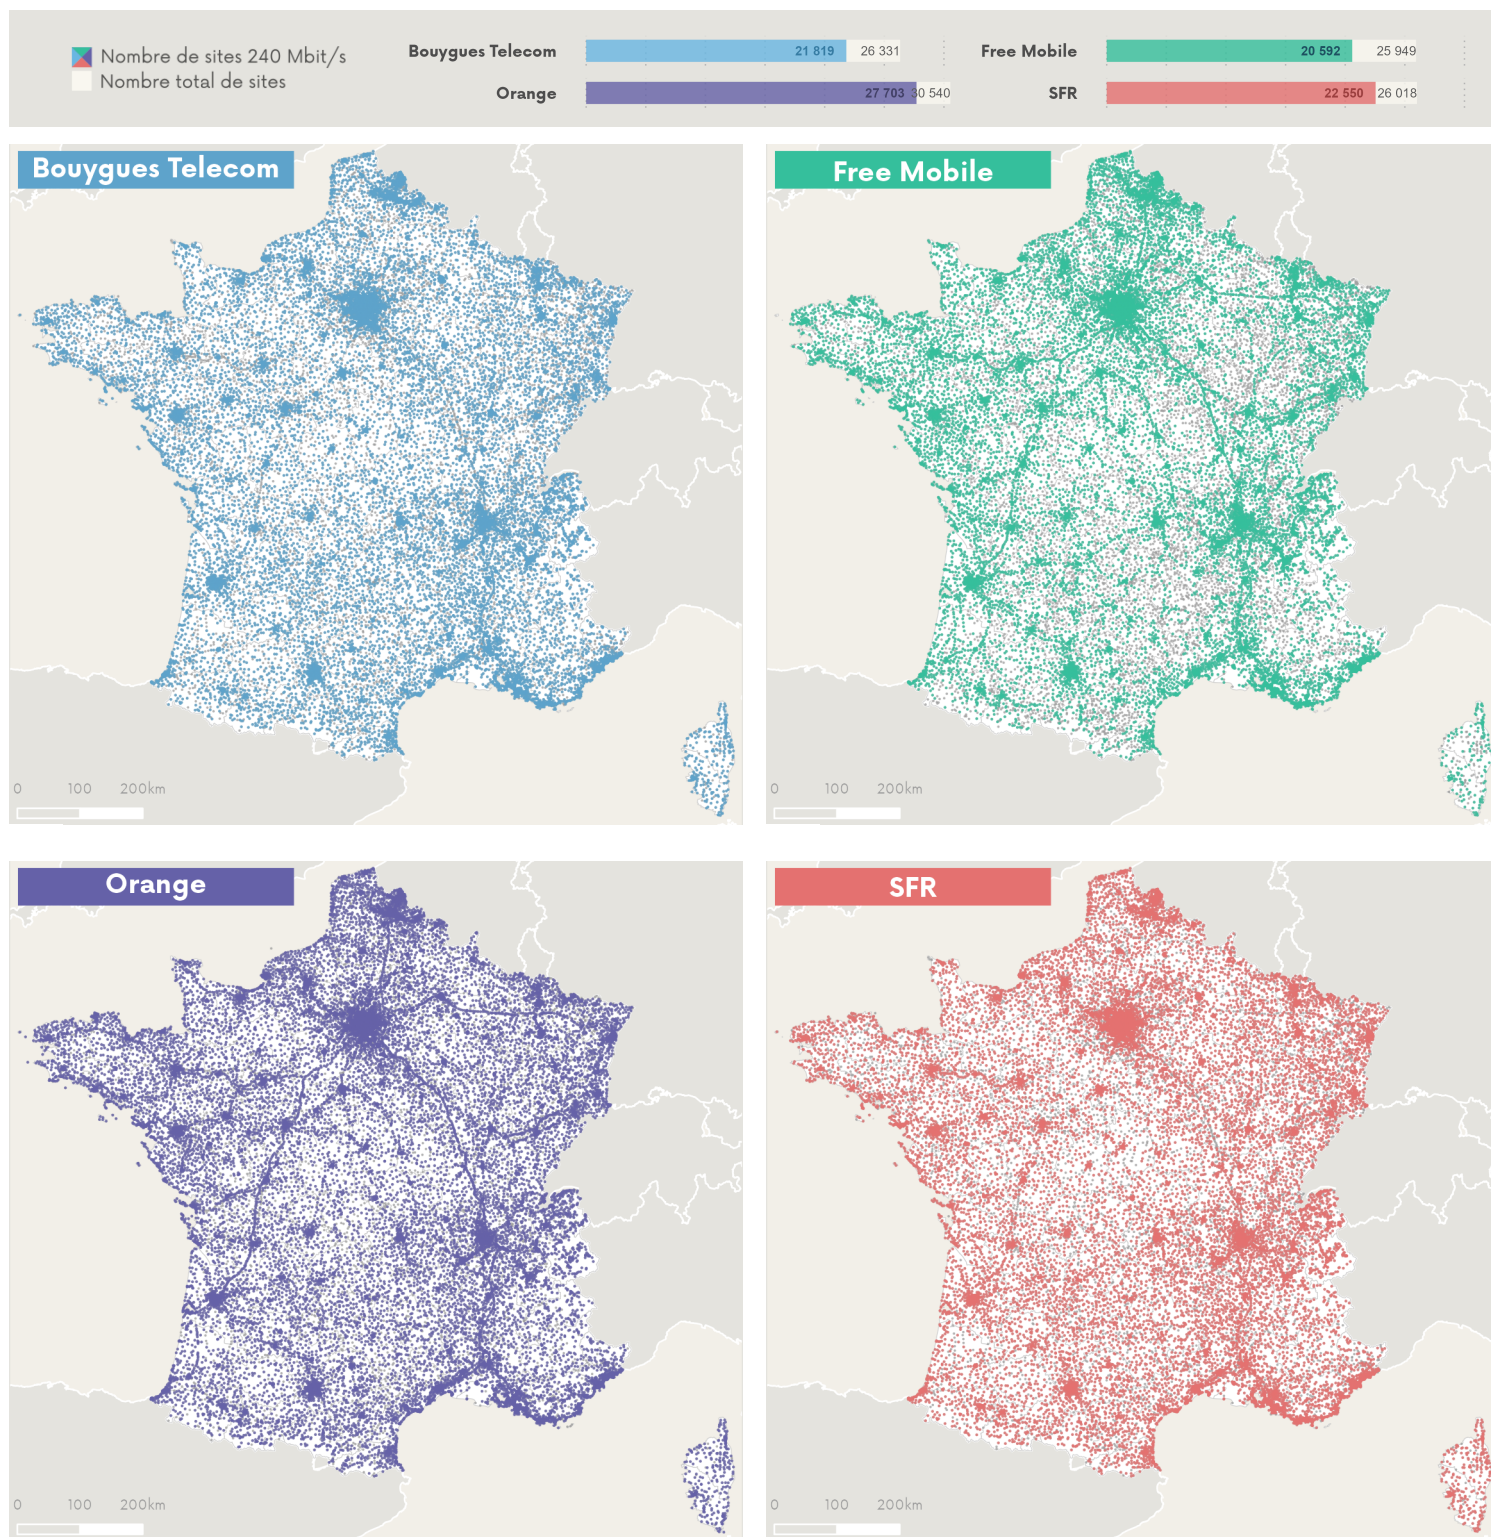 Nombre de sites 240 Mbit/s
Nombre total de sites
Bouygues Telecom 21 819 26 331
Orange 27 703 30 540
Free Mobile 20 592 25 949
SFR 22 550 26 018
Bouygues Telecom
0 100 200km
Free Mobile
0 100 200km
Orange
0 100 200km
SFR
0 100 200km